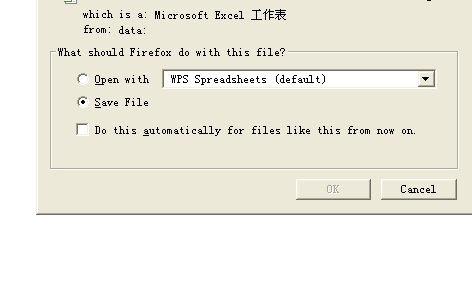 which is a: Microsoft Excel 工作表
from: data:
What should Firefox do with this file?
Open with WPS Spreadsheets (default)
Save File
Do this automatically for files like this from now on.
OK Cancel